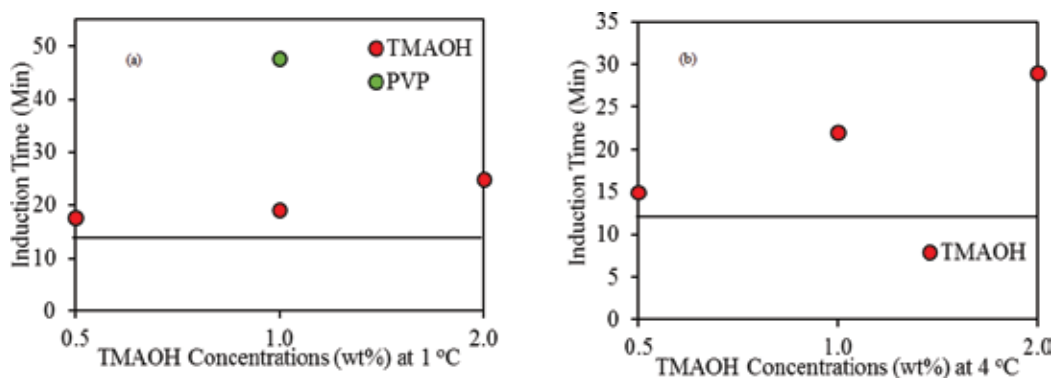 50
40
30
20
10
0
Induction Time (Min)
(a)
TMAOH
PVP
0.5 1.0 2.0
TMAOH Concentrations (wt%) at 1 °C
35
30
25
20
15
10
5
0
Induction Time (Min)
(b)
TMAOH
0.5 1.0 2.0
TMAOH Concentrations (wt%) at 4 °C